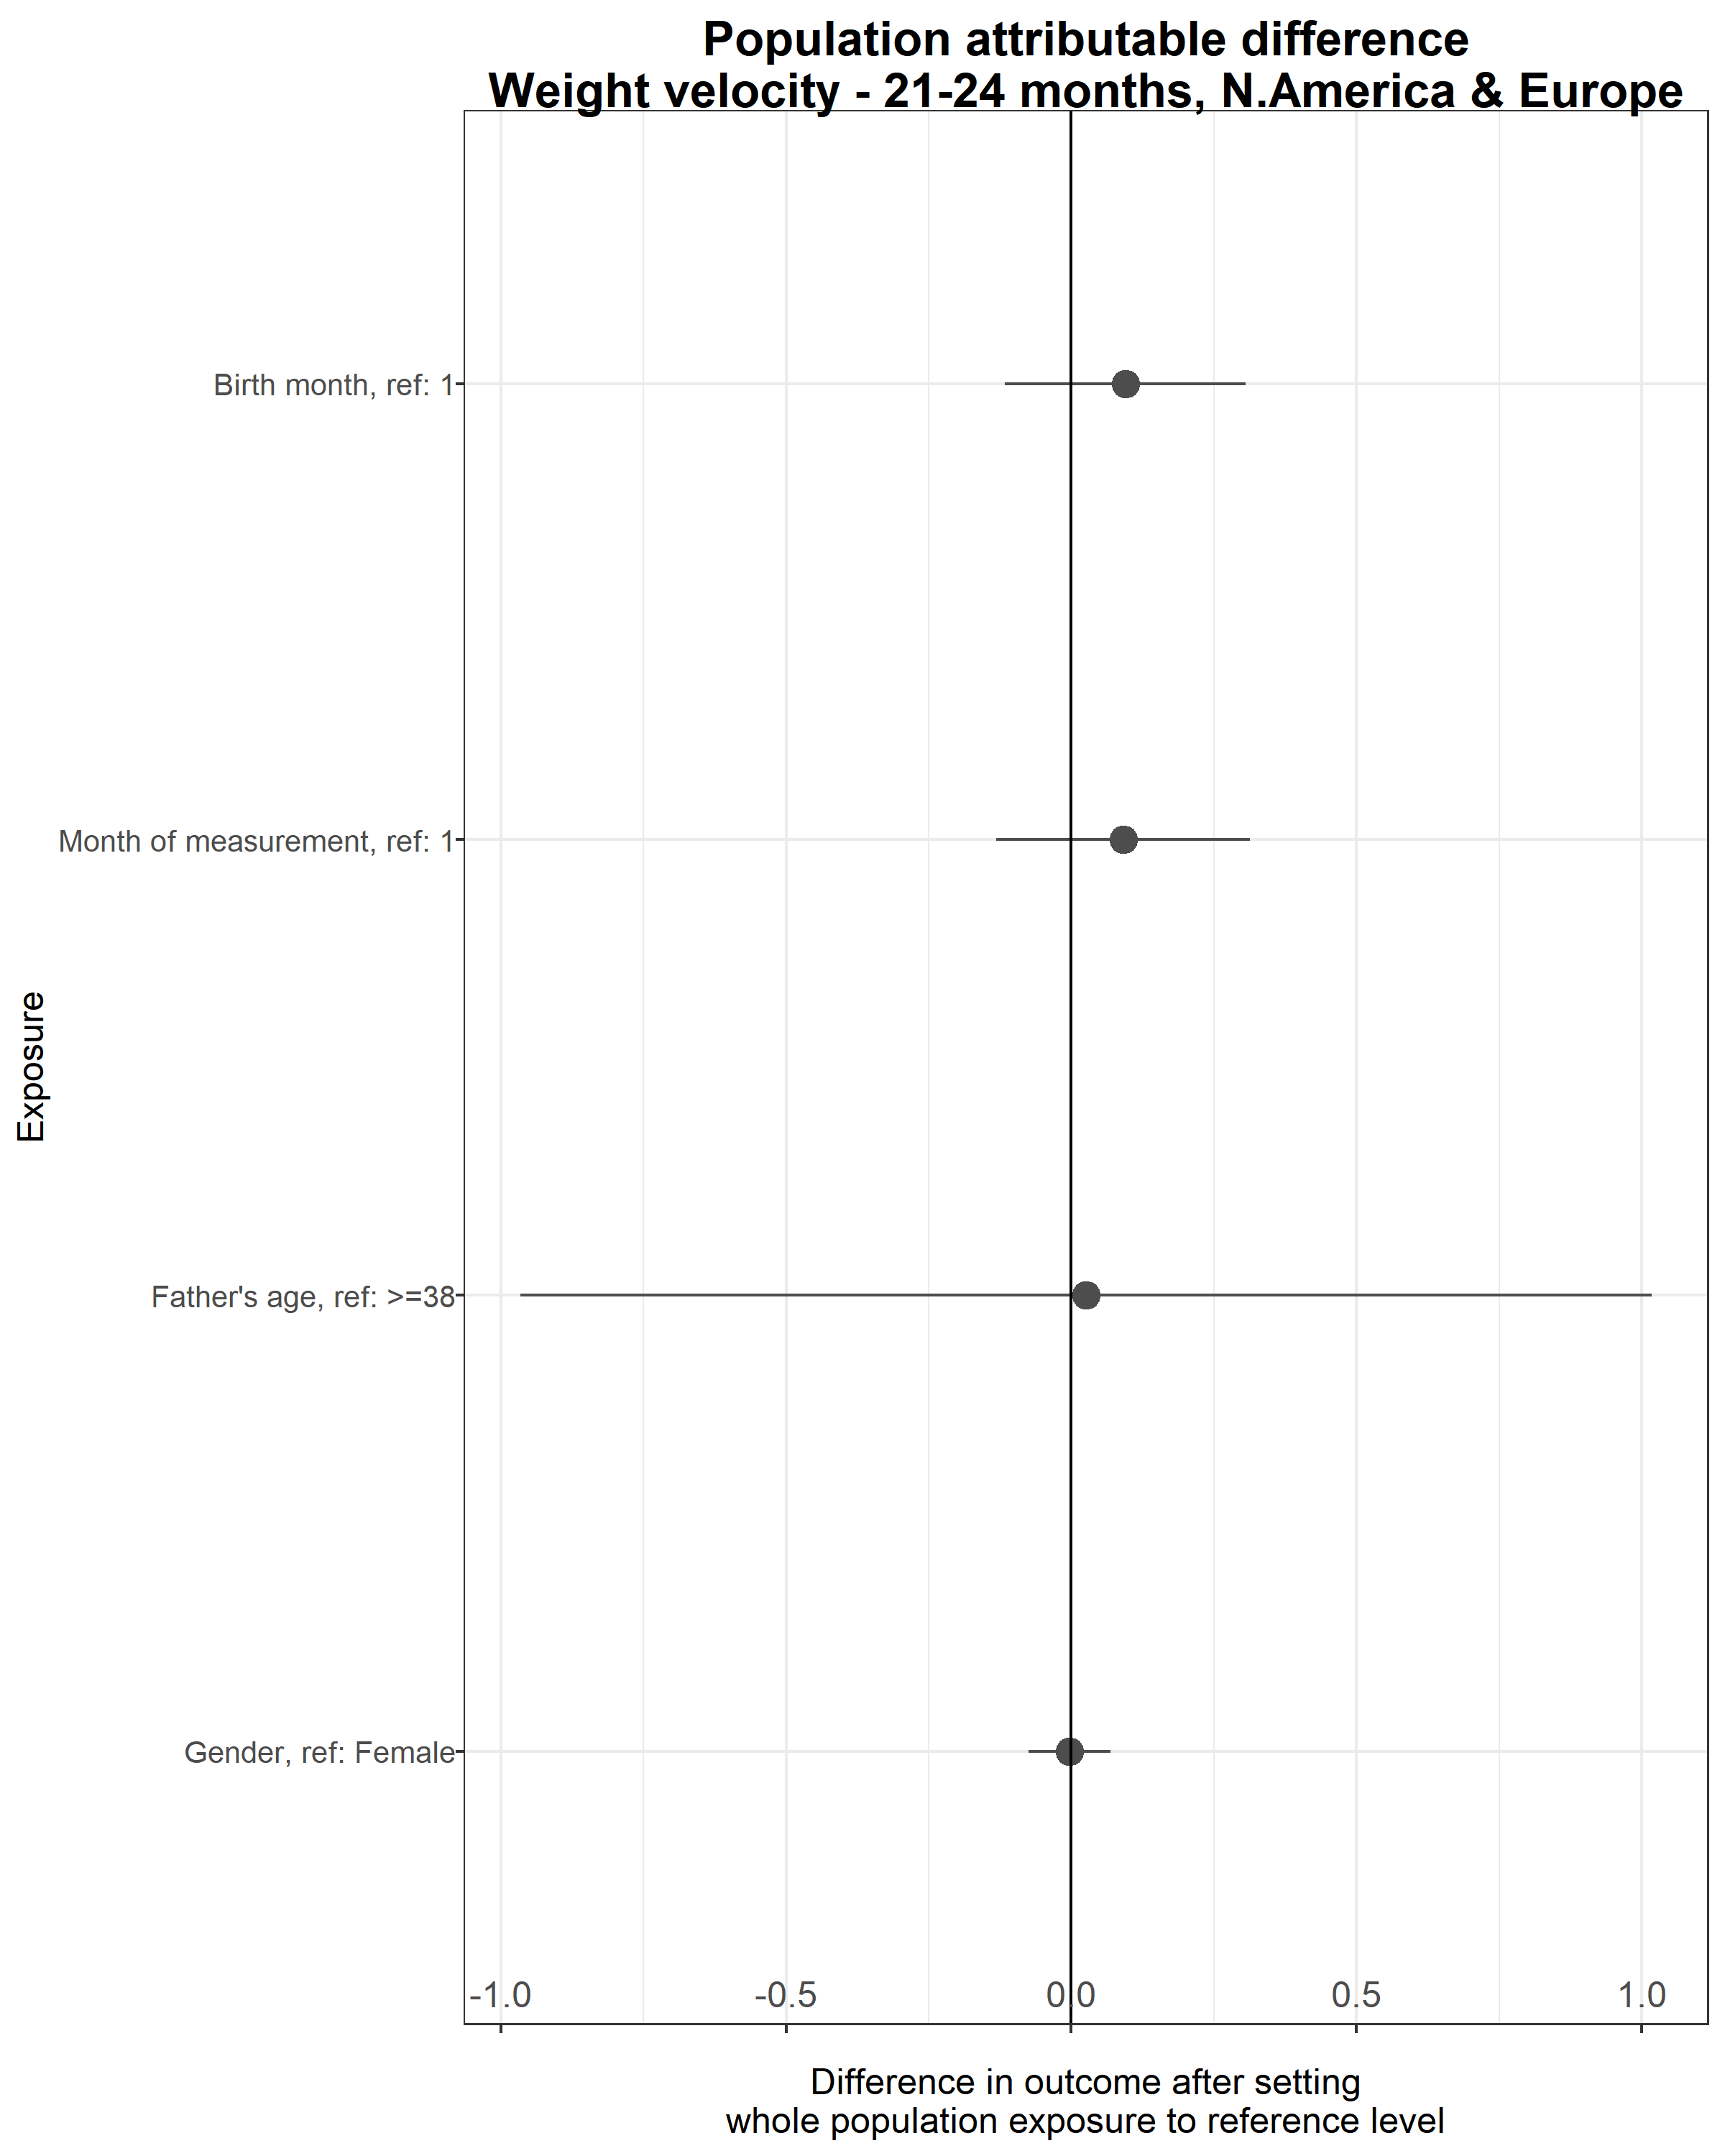 Population attributable difference
Weight velocity - 21-24 months, N.America & Europe
Birth month, ref: 1
Month of measurement, ref: 1
Father's age, ref: >=38
Gender, ref: Female
Exposure
-1.0 -0.5 0.0 0.5 1.0
Difference in outcome after setting
whole population exposure to reference level